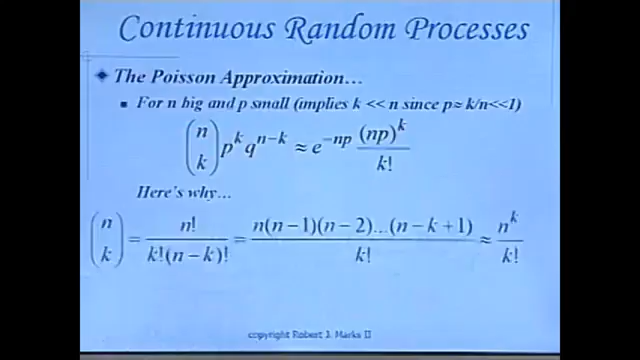 Continuous Random Processes
The Poisson Approximation...
For n big and p small (implies k << n since p≈ k/n<<1)
(n k) p^k q^{n−k} ≈ e^{−np} (np)^k / k!
Here's why...
(n k) = n! / k!(n − k)! = n(n − 1)(n − 2)...(n − k + 1) / k! ≈ n^k / k!
copyright Robert J. Marks II